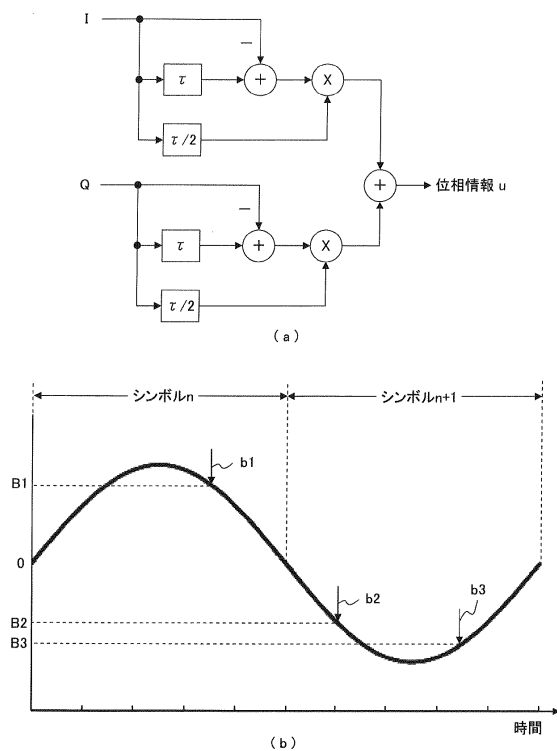 I
−
τ
+
×
τ/2
+
位相情報 u
Q
−
τ
+
×
τ/2
(a)
シンボルn
シンボルn+1
b1
B1
0
b2
b3
B2
B3
時間
(b)